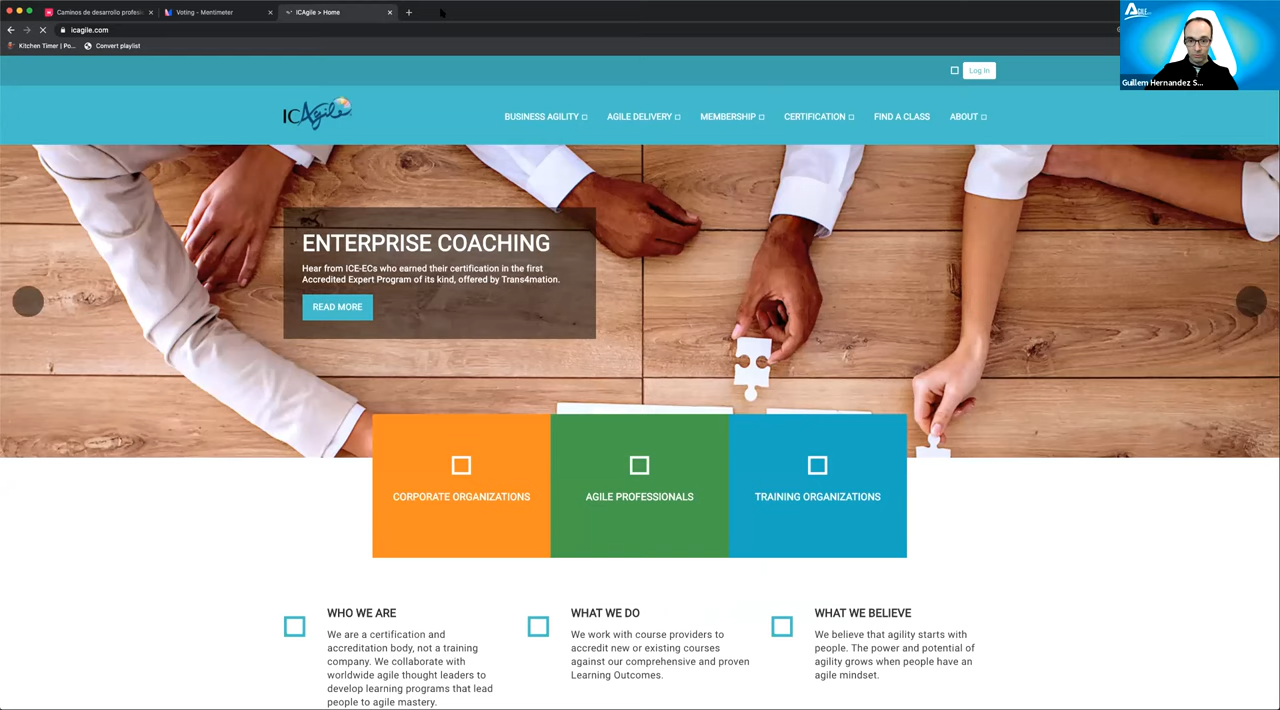 Caminos de desarrollo profesi
Voting - Mentimeter
ICAgile > Home
icagile.com
Kitchen Timer | Po...
Convert playlist
AGILE
Guillem Hernandez S...
Log In
ICAgile
BUSINESS AGILITY
AGILE DELIVERY
MEMBERSHIP
CERTIFICATION
FIND A CLASS
ABOUT
ENTERPRISE COACHING
Hear from ICE-ECs who earned their certification in the first
Accredited Expert Program of its kind, offered by Trans4mation.
READ MORE
CORPORATE ORGANIZATIONS
AGILE PROFESSIONALS
TRAINING ORGANIZATIONS
WHO WE ARE
We are a certification and
accreditation body, not a training
company. We collaborate with
worldwide agile thought leaders to
develop learning programs that lead
people to agile mastery.
WHAT WE DO
We work with course providers to
accredit new or existing courses
against our comprehensive and proven
Learning Outcomes.
WHAT WE BELIEVE
We believe that agility starts with
people. The power and potential of
agility grows when people have an
agile mindset.